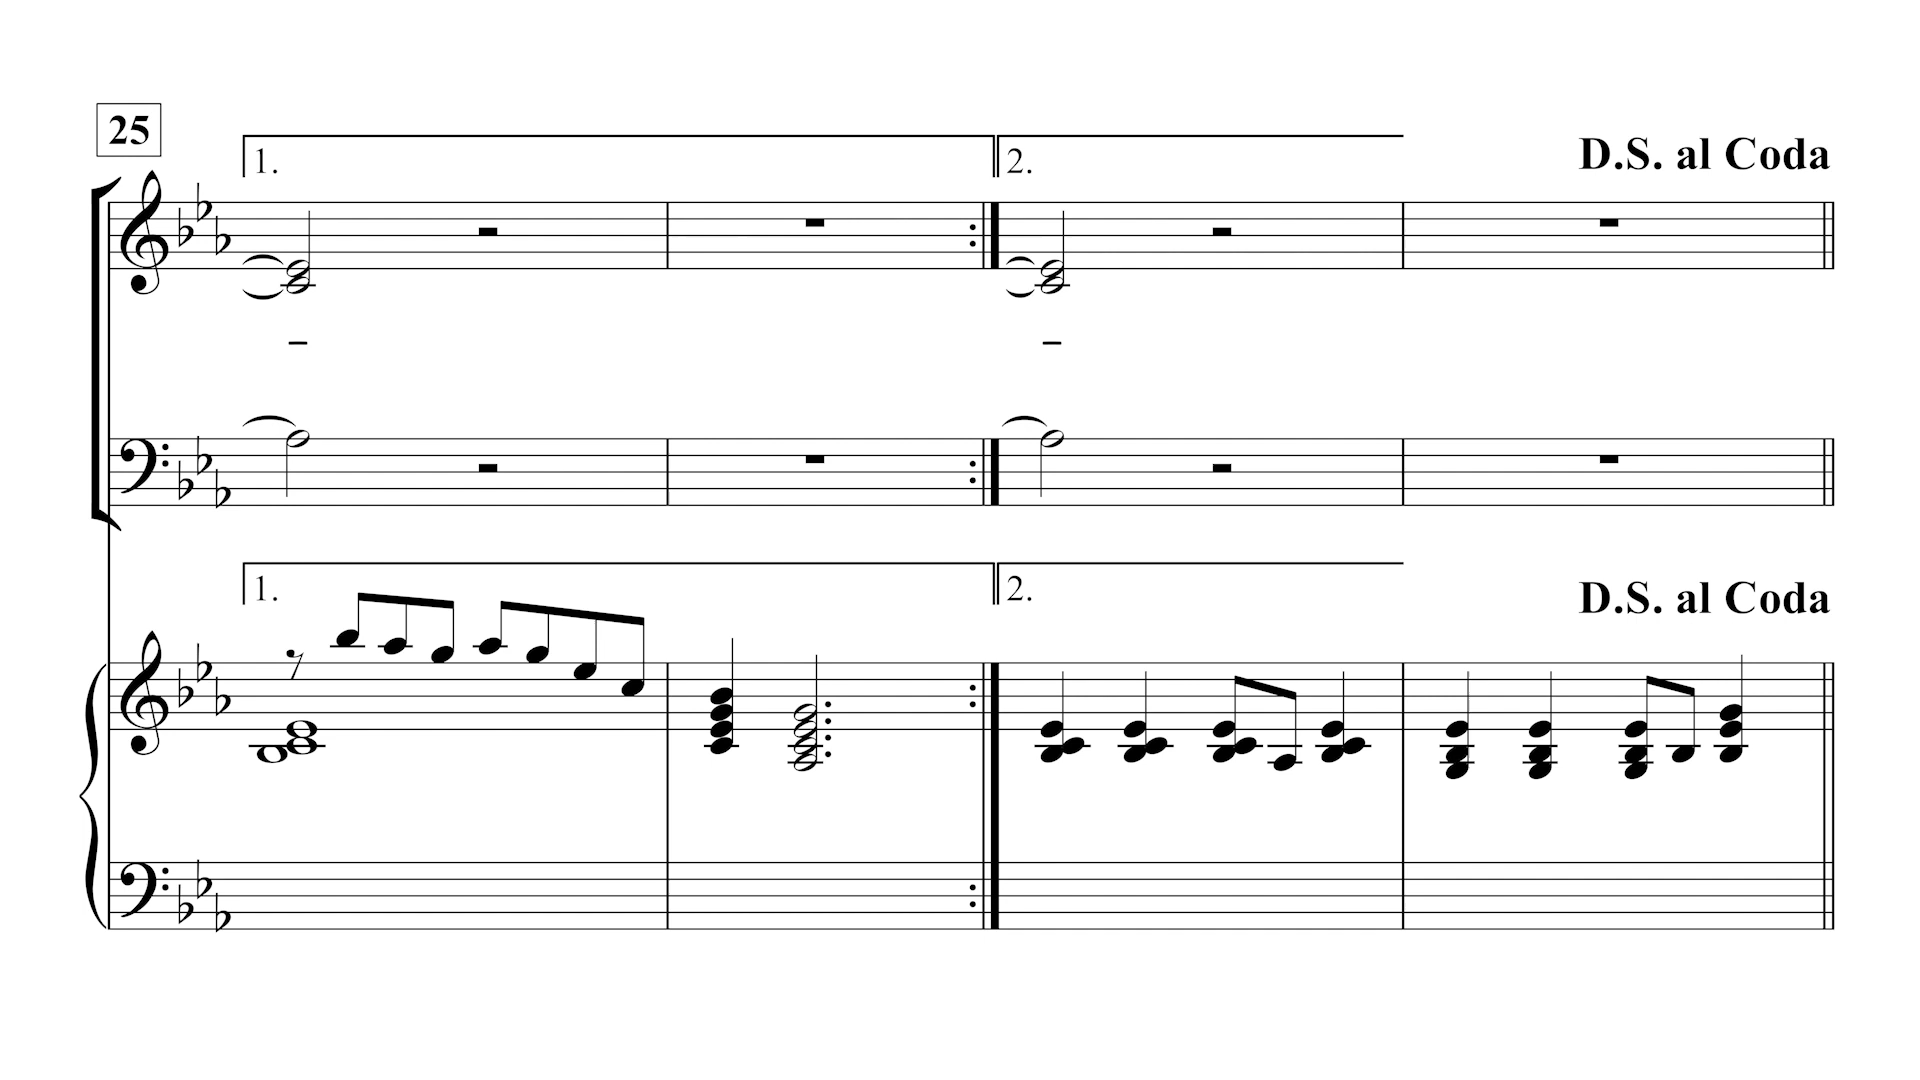 25
1. 2. D.S. al Coda
– –
1. 2. D.S. al Coda